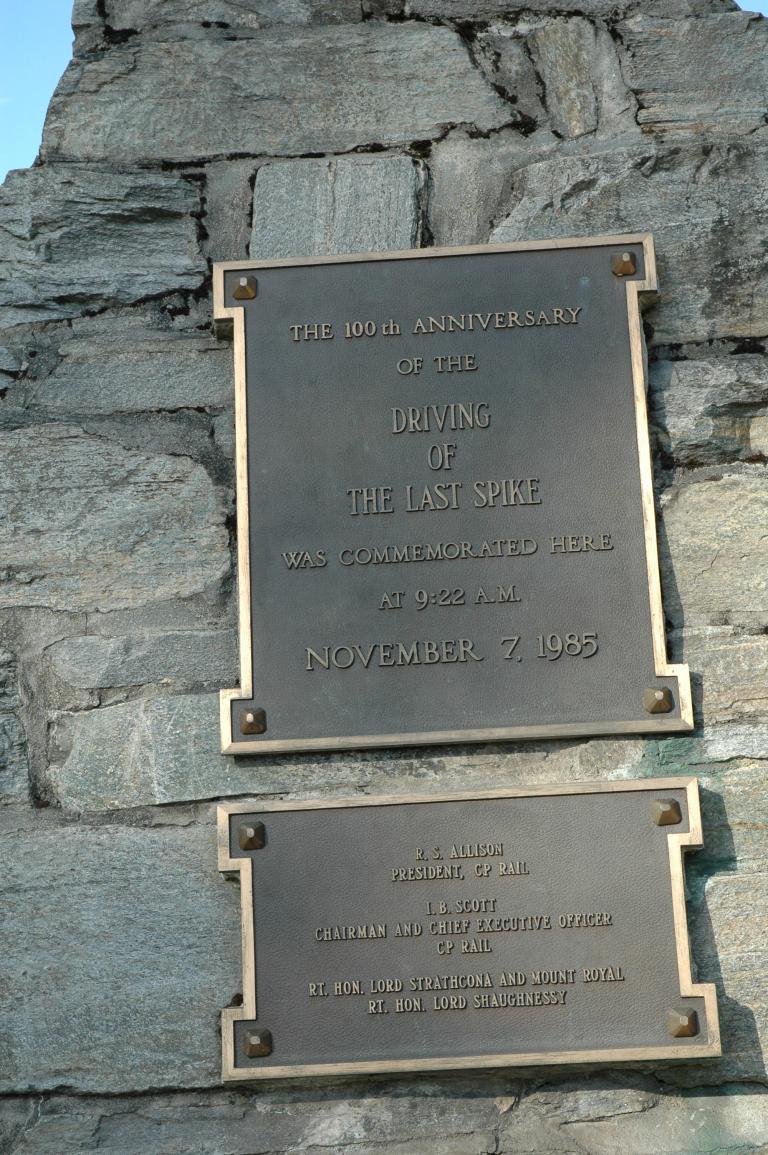 THE 100th ANNIVERSARY
OF THE
DRIVING
OF
THE LAST SPIKE
WAS COMMEMORATED HERE
AT 9:22 A.M.
NOVEMBER 7, 1985
R. S. ALLISON
PRESIDENT, CP RAIL
I. B. SCOTT
CHAIRMAN AND CHIEF EXECUTIVE OFFICER
CP RAIL
RT. HON. LORD STRATHCONA AND MOUNT ROYAL
RT. HON. LORD SHAUGHNESSY